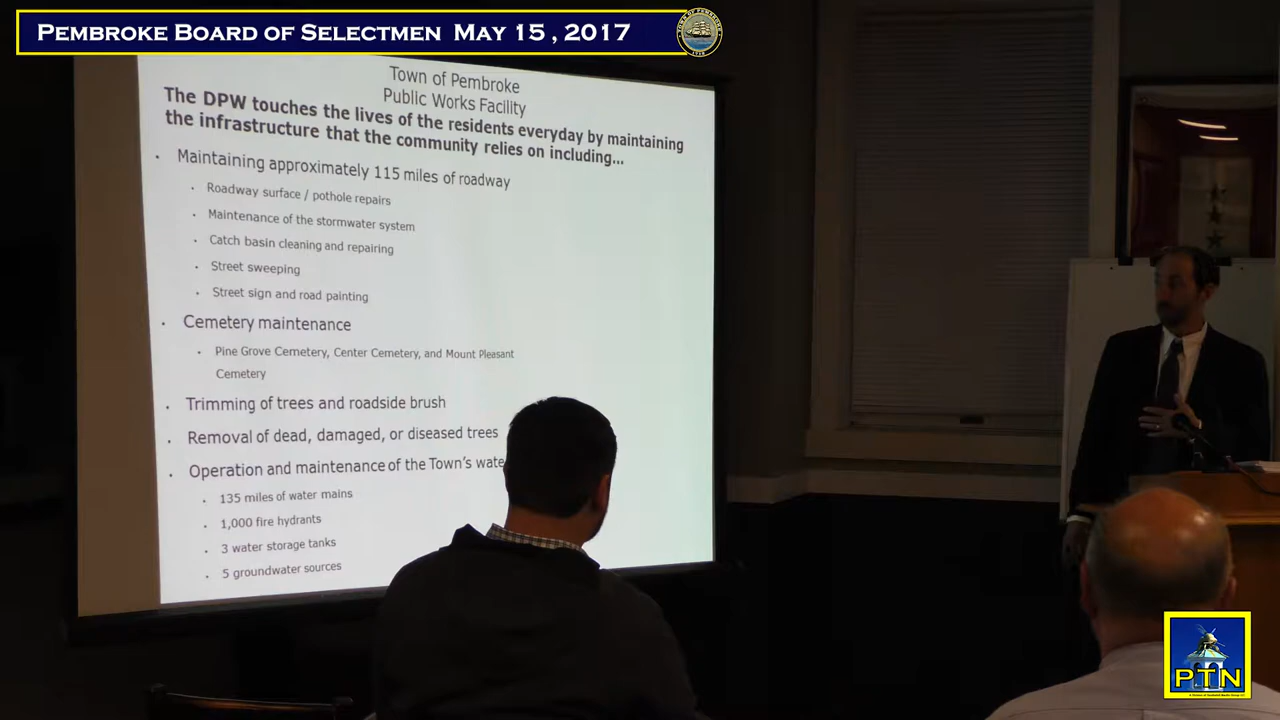 PEMBROKE BOARD OF SELECTMEN MAY 15, 2017
Town of Pembroke
Public Works Facility
The DPW touches the lives of the residents everyday by maintaining
the infrastructure that the community relies on including...
• Maintaining approximately 115 miles of roadway
• Roadway surface / pothole repairs
• Maintenance of the stormwater system
• Catch basin cleaning and repairing
• Street sweeping
• Street sign and road painting
• Cemetery maintenance
• Pine Grove Cemetery, Center Cemetery, and Mount Pleasant
Cemetery
• Trimming of trees and roadside brush
• Removal of dead, damaged, or diseased trees
• Operation and maintenance of the Town's
• 135 miles of water mains
• 1,000 fire hydrants
• 3 water storage tanks
• 5 groundwater sources
PTN